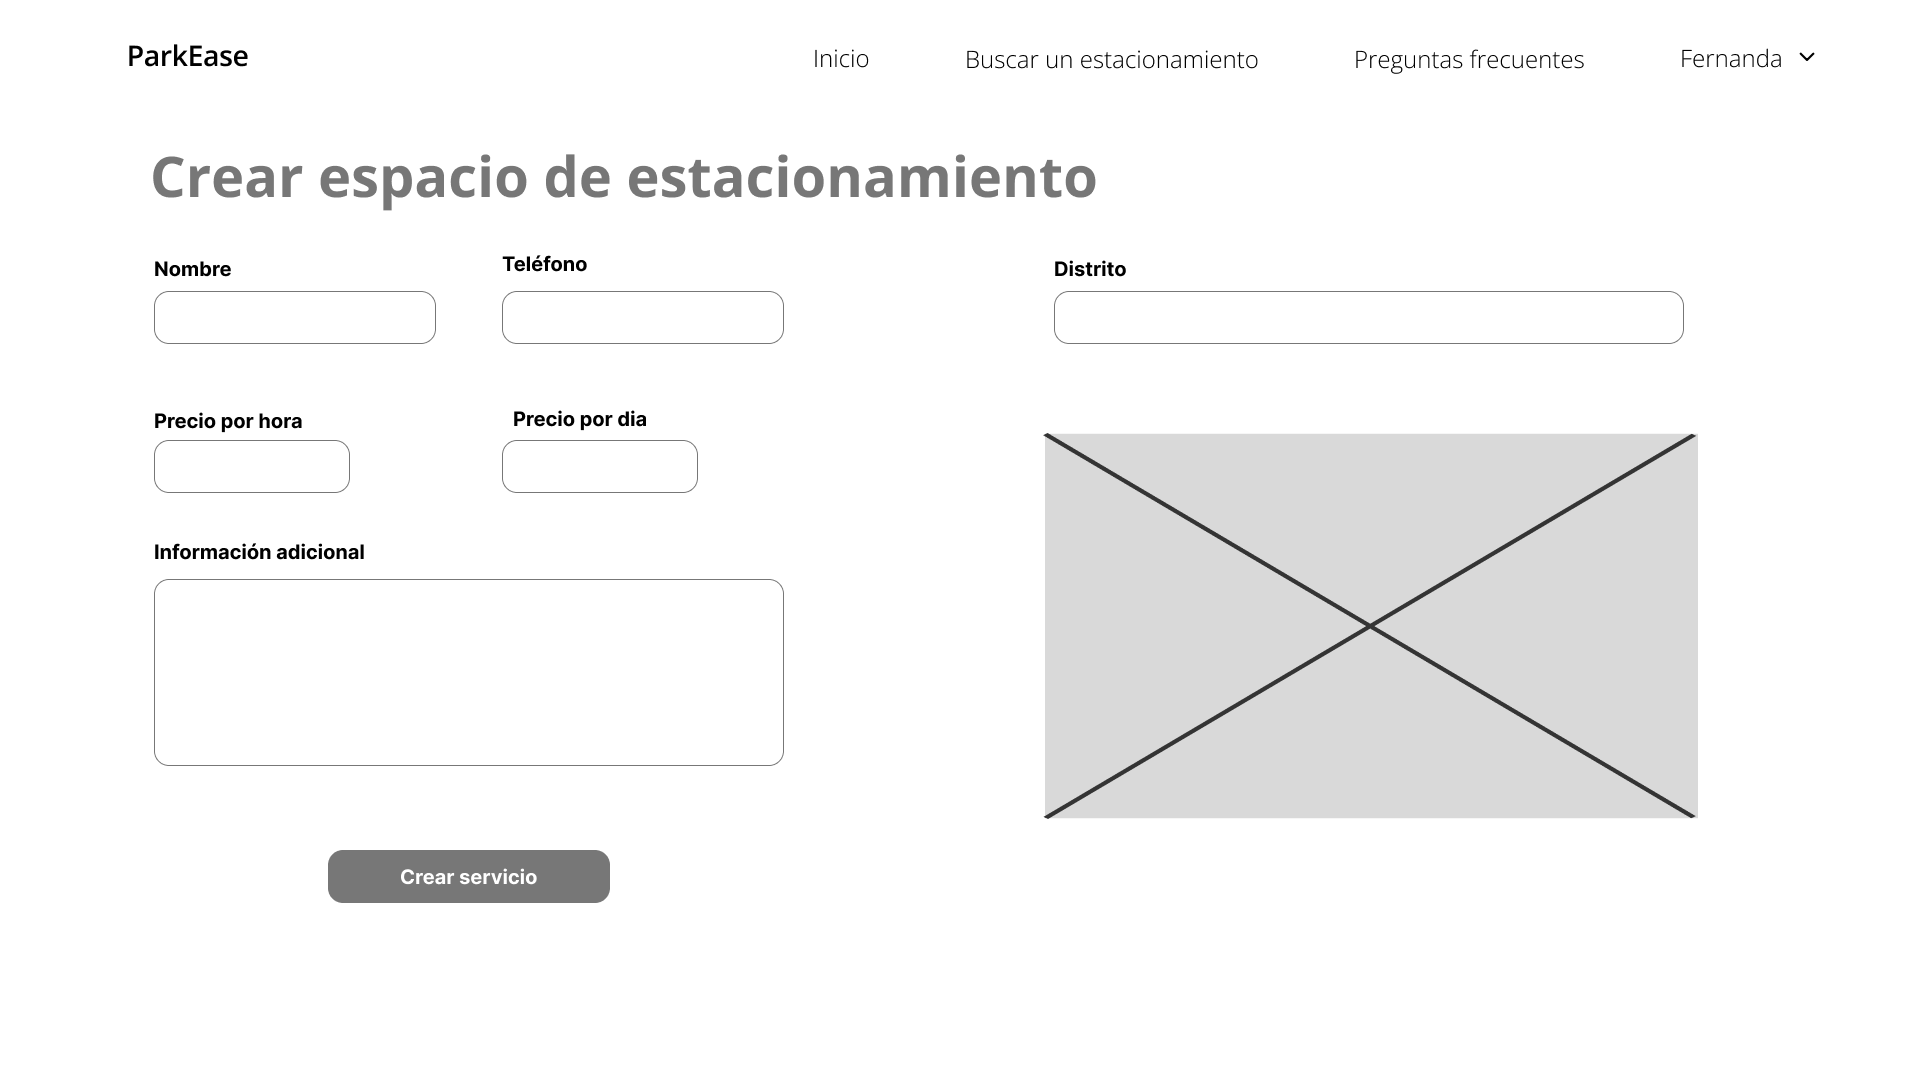 ParkEase
Inicio
Buscar un estacionamiento
Preguntas frecuentes
Fernanda
Crear espacio de estacionamiento
Nombre
Teléfono
Distrito
Precio por hora
Precio por dia
Información adicional
Crear servicio